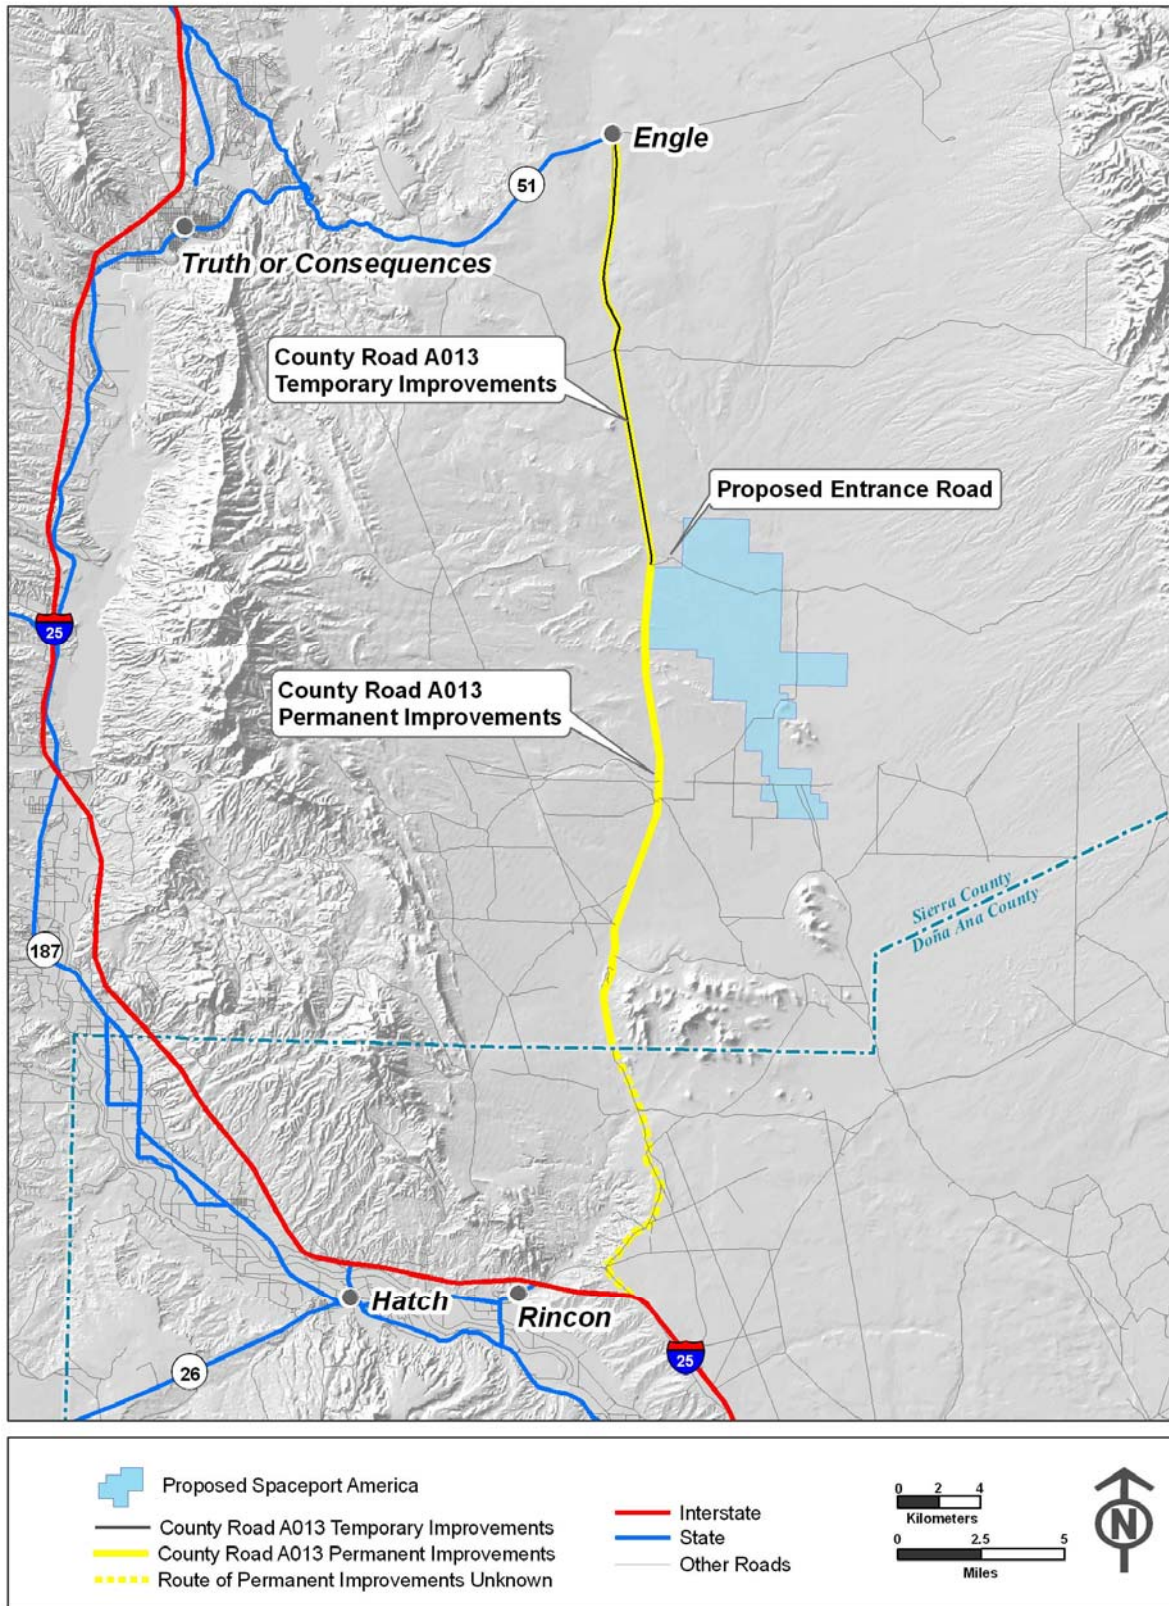 Engle
51
Truth or Consequences
County Road A013
Temporary Improvements
Proposed Entrance Road
25
County Road A013
Permanent Improvements
Sierra County
Doña Ana County
187
Hatch
Rincon
25
26
Proposed Spaceport America
County Road A013 Temporary Improvements
County Road A013 Permanent Improvements
Route of Permanent Improvements Unknown
Interstate
State
Other Roads
0 2 4
Kilometers
0 2.5 5
Miles
N